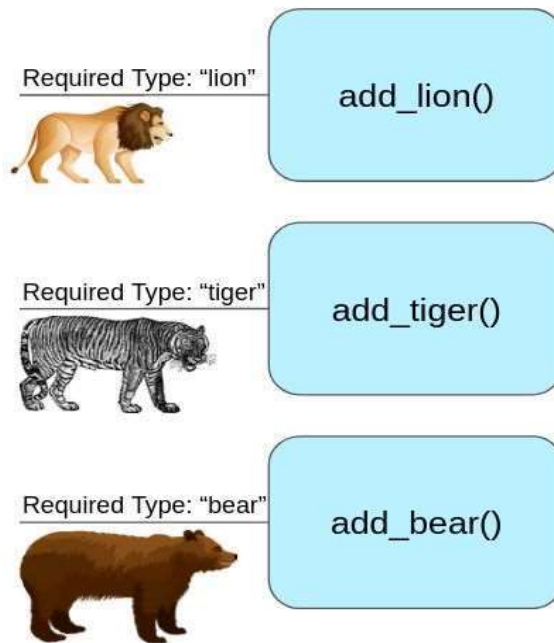 Required Type: “lion”
add_lion()
Required Type: “tiger”
add_tiger()
Required Type: “bear”
add_bear()